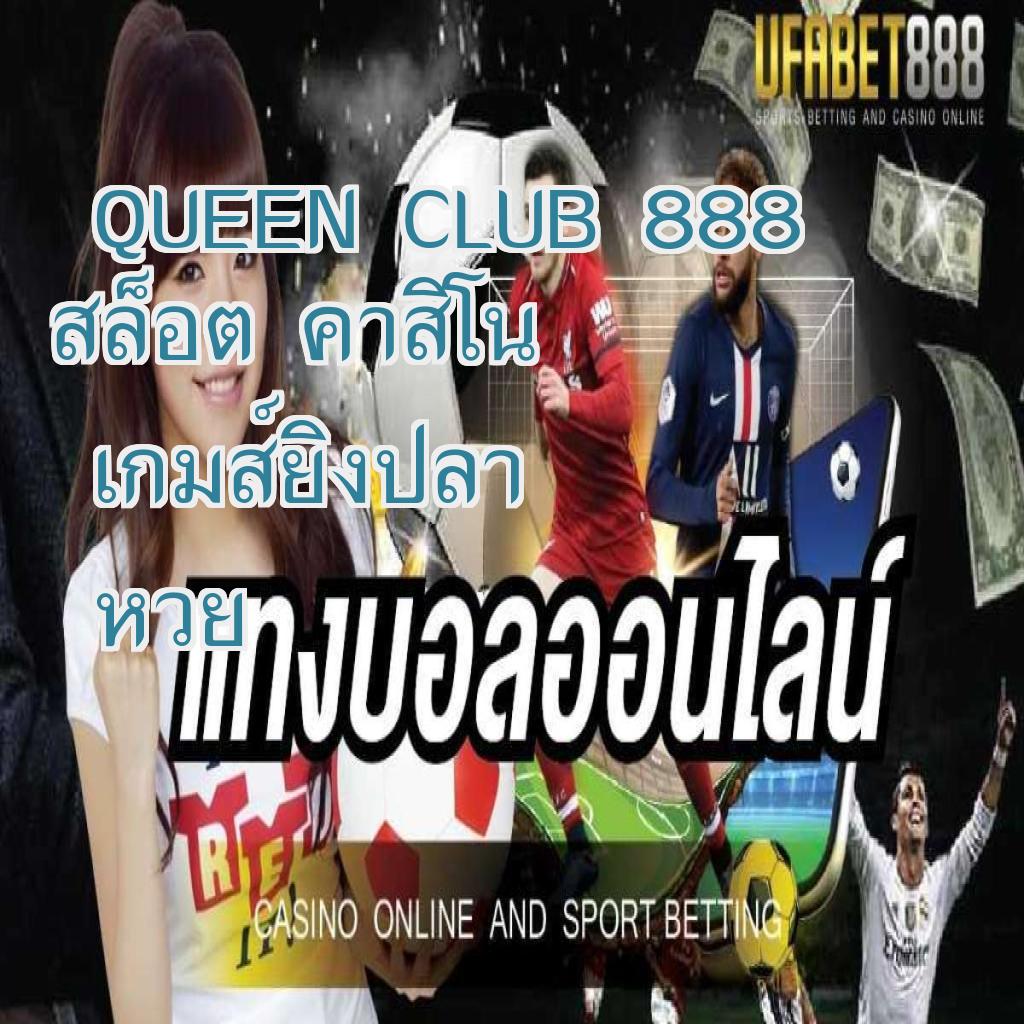 UFABET888
SPORTS BETTING AND CASINO ONLINE
QUEEN CLUB 888
สล็อต คาสิโน
เกมส์ยิงปลา
หวย
แทงบอลออนไลน์
CASINO ONLINE AND SPORT BETTING